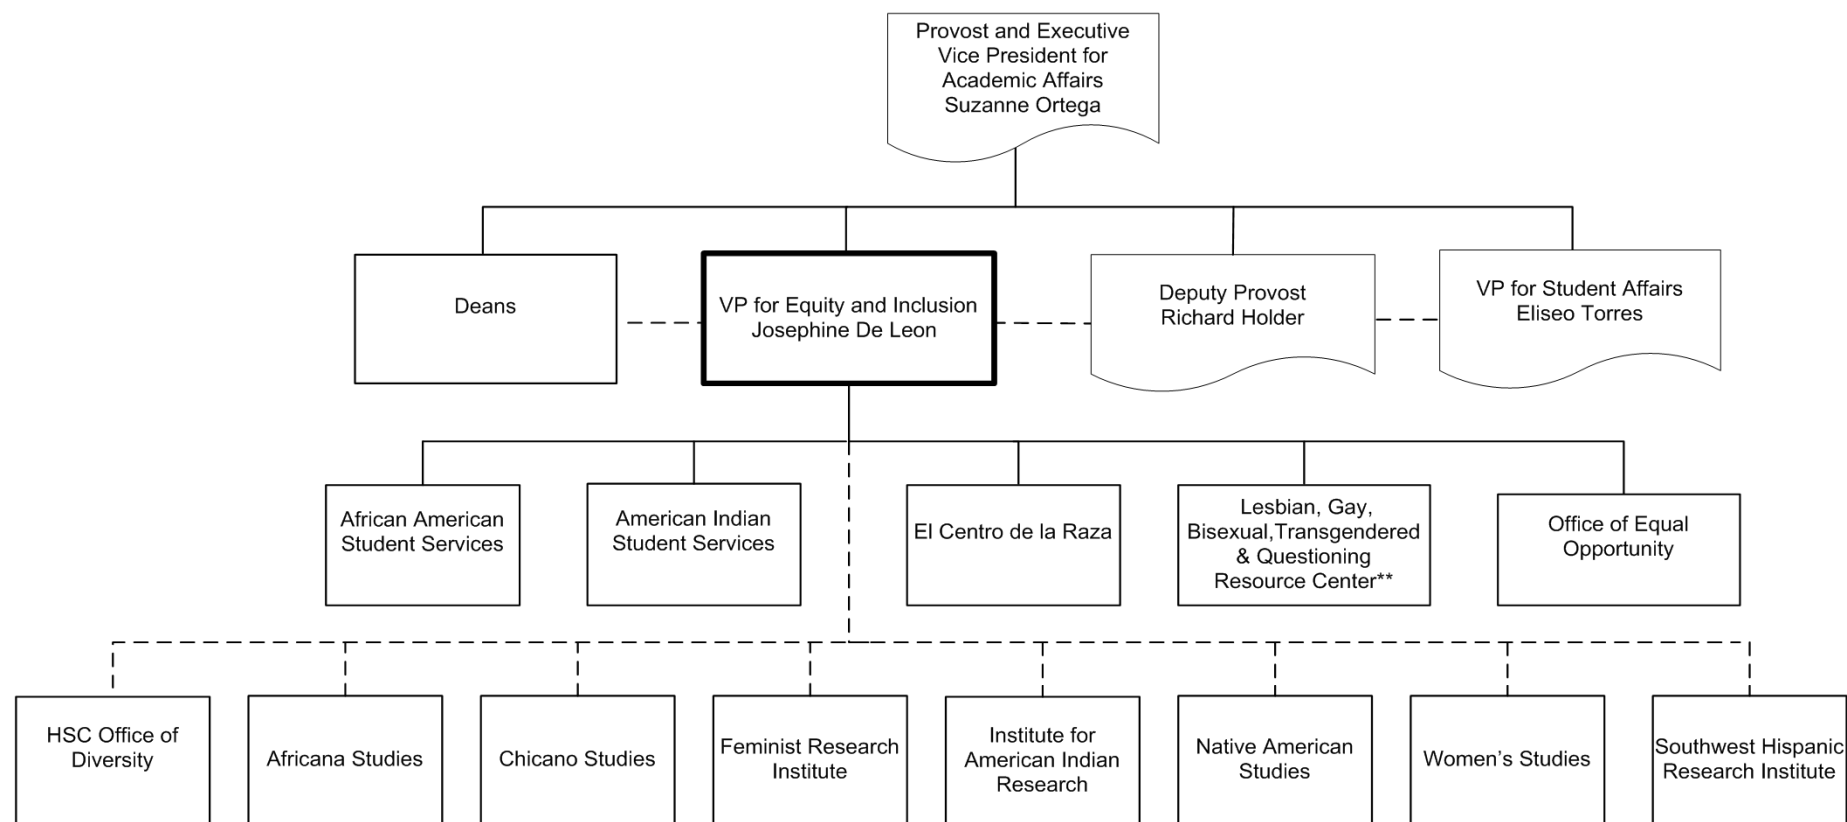 Provost and Executive
Vice President for
Academic Affairs
Suzanne Ortega
Deans
VP for Equity and Inclusion
Josephine De Leon
Deputy Provost
Richard Holder
VP for Student Affairs
Eliseo Torres
African American
Student Services
American Indian
Student Services
El Centro de la Raza
Lesbian, Gay,
Bisexual,Transgendered
& Questioning
Resource Center**
Office of Equal
Opportunity
HSC Office of
Diversity
Africana Studies
Chicano Studies
Feminist Research
Institute
Institute for
American Indian
Research
Native American
Studies
Women’s Studies
Southwest Hispanic
Research Institute